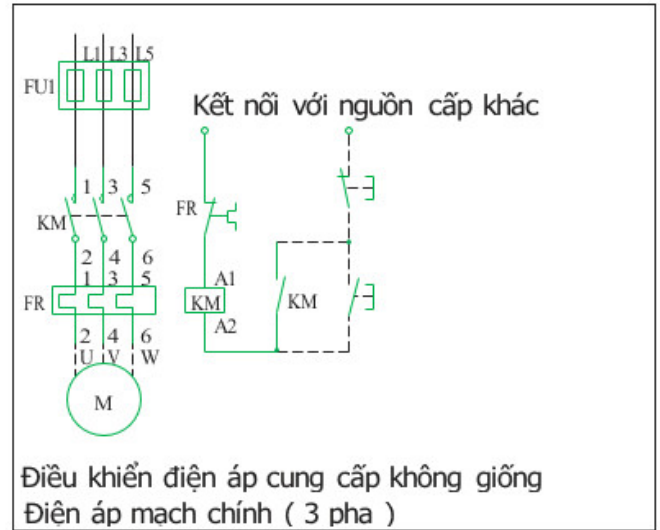 L1 L3 L5
FU1
Kết nối với nguồn cấp khác
1 3 5
KM
FR
2 4 6
1 3 5
A1
FR
KM
KM
A2
2 4 6
U V W
M
Điều khiển điện áp cung cấp không giống
Điện áp mạch chính ( 3 pha )